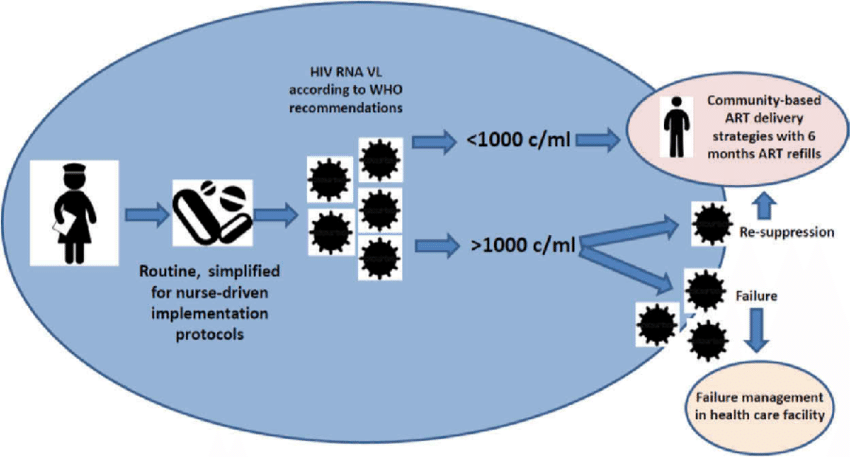 HIV RNA VL
according to WHO
recommendations
Routine, simplified
for nurse-driven
implementation
protocols
<1000 c/ml
>1000 c/ml
Community-based
ART delivery
strategies with 6
months ART refills
Re-suppression
Failure
Failure management
in health care facility